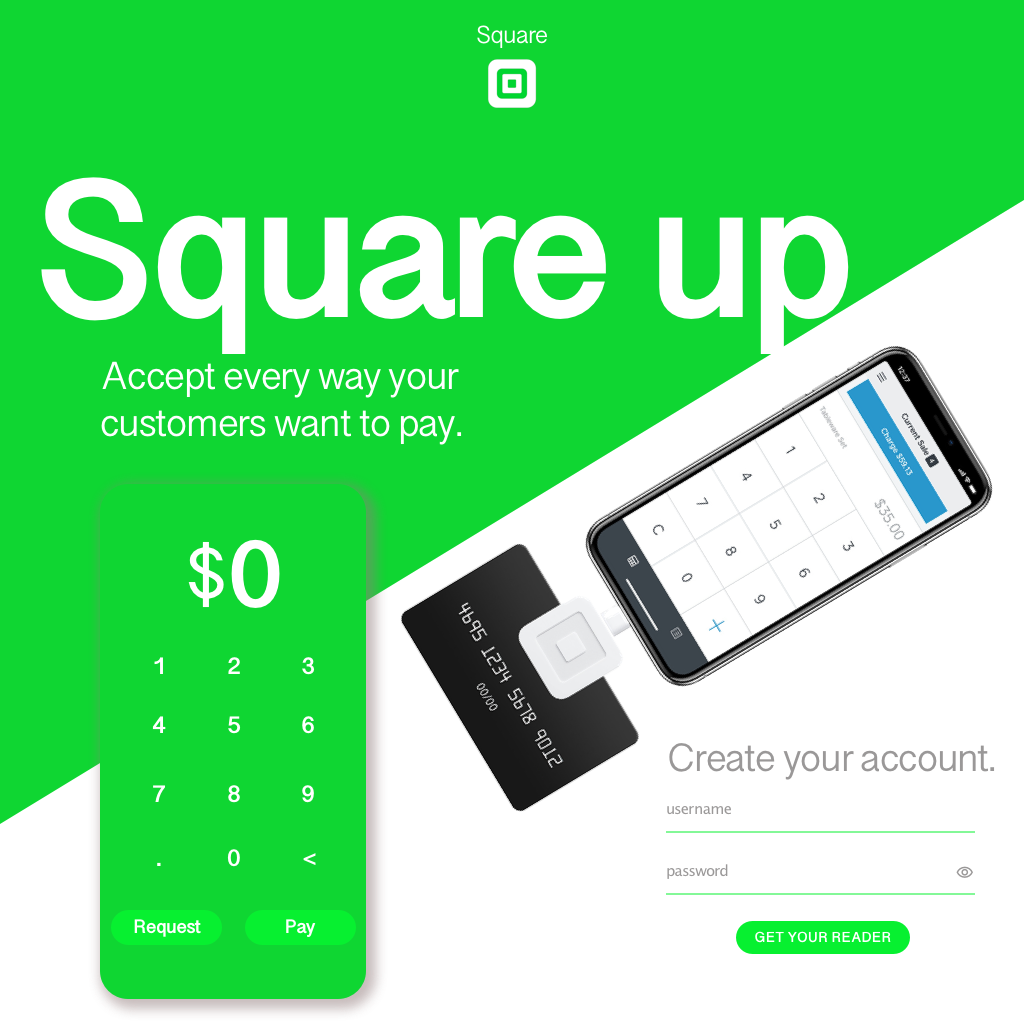 Square
Square up
Accept every way your
customers want to pay.
12:37
Current Sale 4
Charge $59.13
$35.00
Tableware Set
1 2 3
4 5 6
7 8 9
C 0 +
5994 1234 5678 9012
00/00
$0
1 2 3
4 5 6
7 8 9
. 0 <
Request Pay
Create your account.
username
password
GET YOUR READER